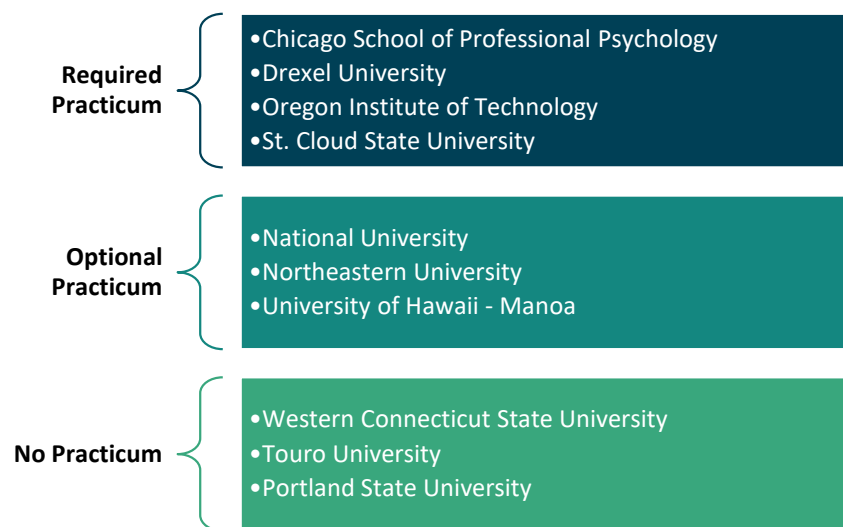 Required
Practicum
•Chicago School of Professional Psychology
•Drexel University
•Oregon Institute of Technology
•St. Cloud State University
Optional
Practicum
•National University
•Northeastern University
•University of Hawaii - Manoa
No Practicum
•Western Connecticut State University
•Touro University
•Portland State University